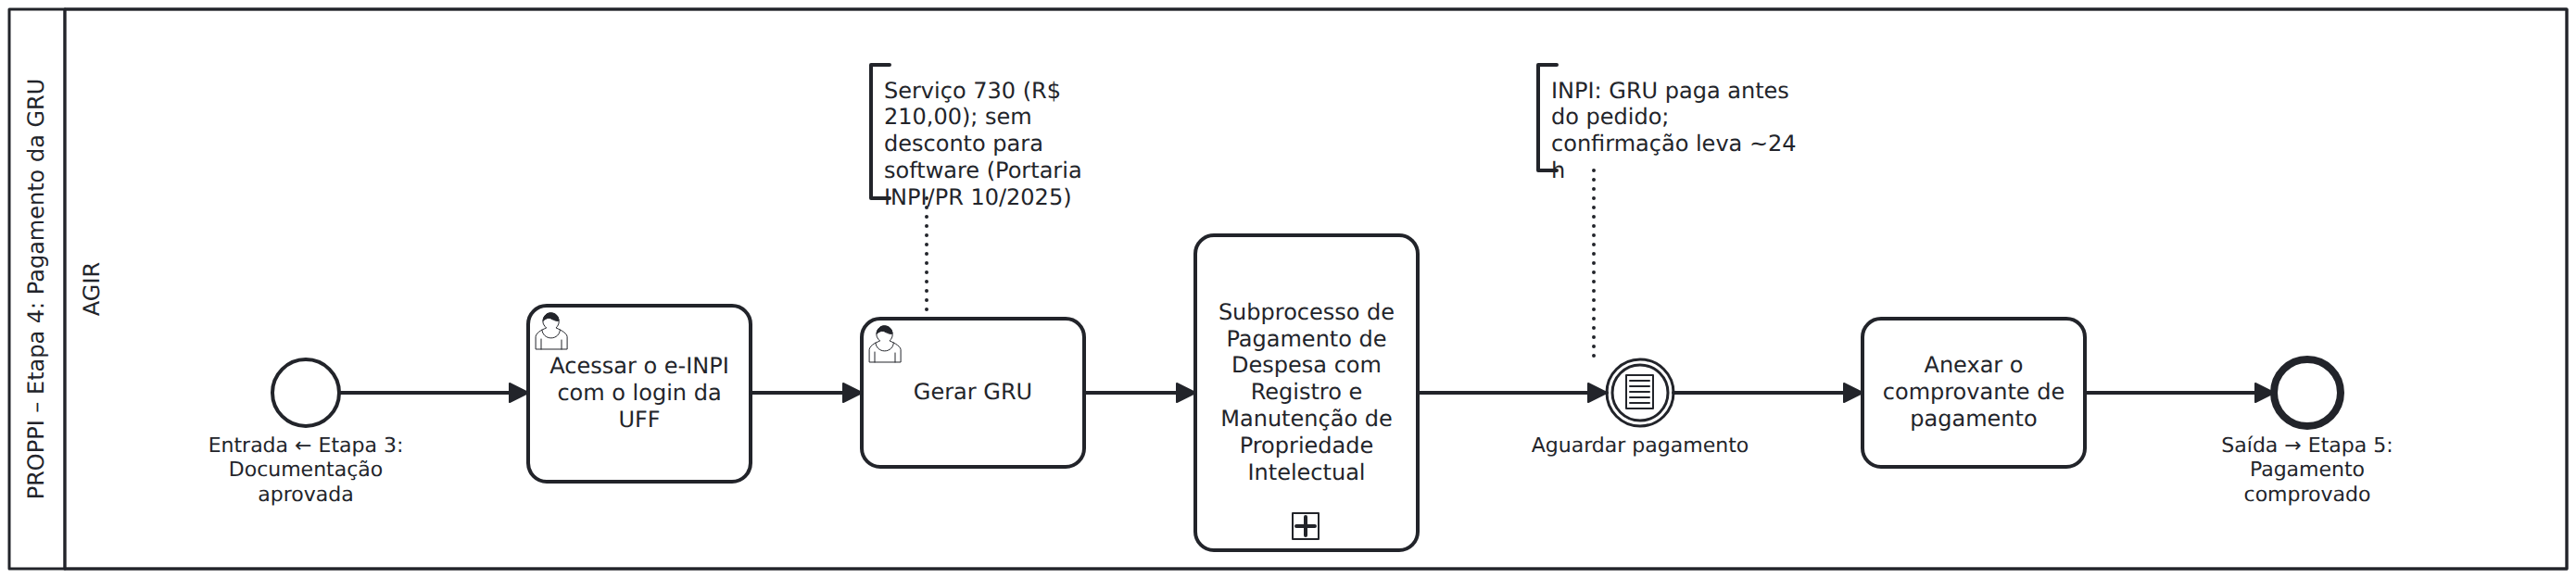 PROPPI – Etapa 4: Pagamento da GRU
AGIR
Entrada ← Etapa 3:
Documentação
aprovada
Acessar o e-INPI
com o login da
UFF
Serviço 730 (R$
210,00); sem
desconto para
software (Portaria
INPI/PR 10/2025)
Gerar GRU
Subprocesso de
Pagamento de
Despesa com
Registro e
Manutenção de
Propriedade
Intelectual
INPI: GRU paga antes
do pedido;
confirmação leva ~24
h
Aguardar pagamento
Anexar o
comprovante de
pagamento
Saída → Etapa 5:
Pagamento
comprovado